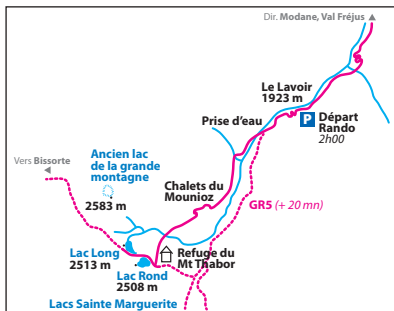 Dir. Modane, Val Fréjus
Le Lavoir
1923 m
Prise d'eau
P
Départ
Rando
2h00
Vers Bissorte
Ancien lac
de la grande
montagne
2583 m
Chalets du
Mounioz
GR5 (+ 20 mn)
Lac Long
2513 m
Refuge du
Mt Thabor
Lac Rond
2508 m
Lacs Sainte Marguerite